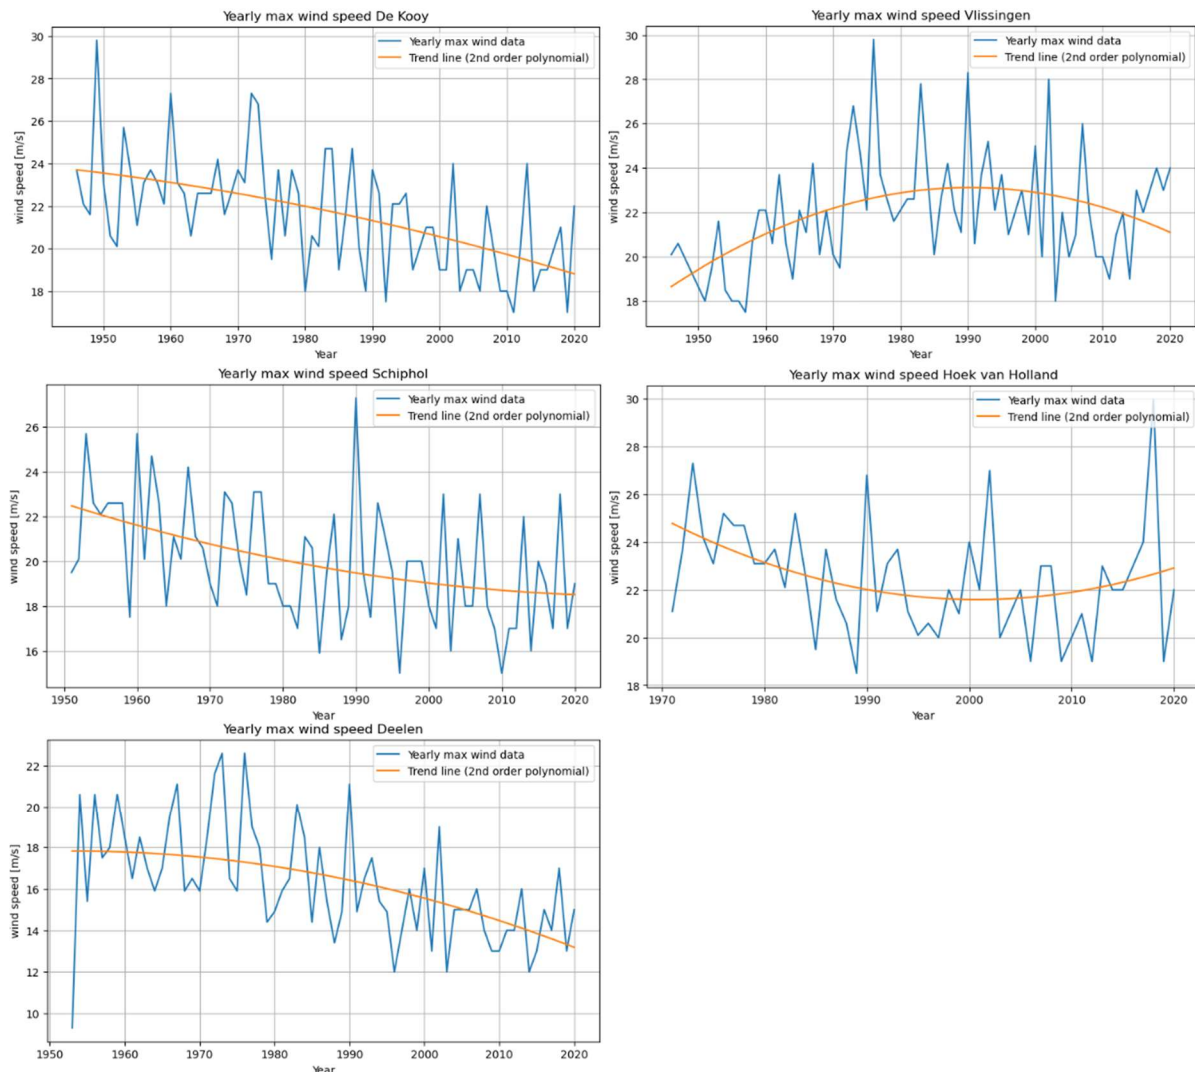 Yearly max wind speed De Kooy
Yearly max wind data
Trend line (2nd order polynomial)
wind speed [m/s]
30
28
26
24
22
20
18
1950 1960 1970 1980 1990 2000 2010 2020
Year
Yearly max wind speed Vlissingen
Yearly max wind data
Trend line (2nd order polynomial)
wind speed [m/s]
30
28
26
24
22
20
18
1950 1960 1970 1980 1990 2000 2010 2020
Year
Yearly max wind speed Schiphol
Yearly max wind data
Trend line (2nd order polynomial)
wind speed [m/s]
26
24
22
20
18
16
1950 1960 1970 1980 1990 2000 2010 2020
Year
Yearly max wind speed Hoek van Holland
Yearly max wind data
Trend line (2nd order polynomial)
wind speed [m/s]
30
28
26
24
22
20
18
1970 1980 1990 2000 2010 2020
Year
Yearly max wind speed Deelen
Yearly max wind data
Trend line (2nd order polynomial)
wind speed [m/s]
22
20
18
16
14
12
10
1950 1960 1970 1980 1990 2000 2010 2020
Year